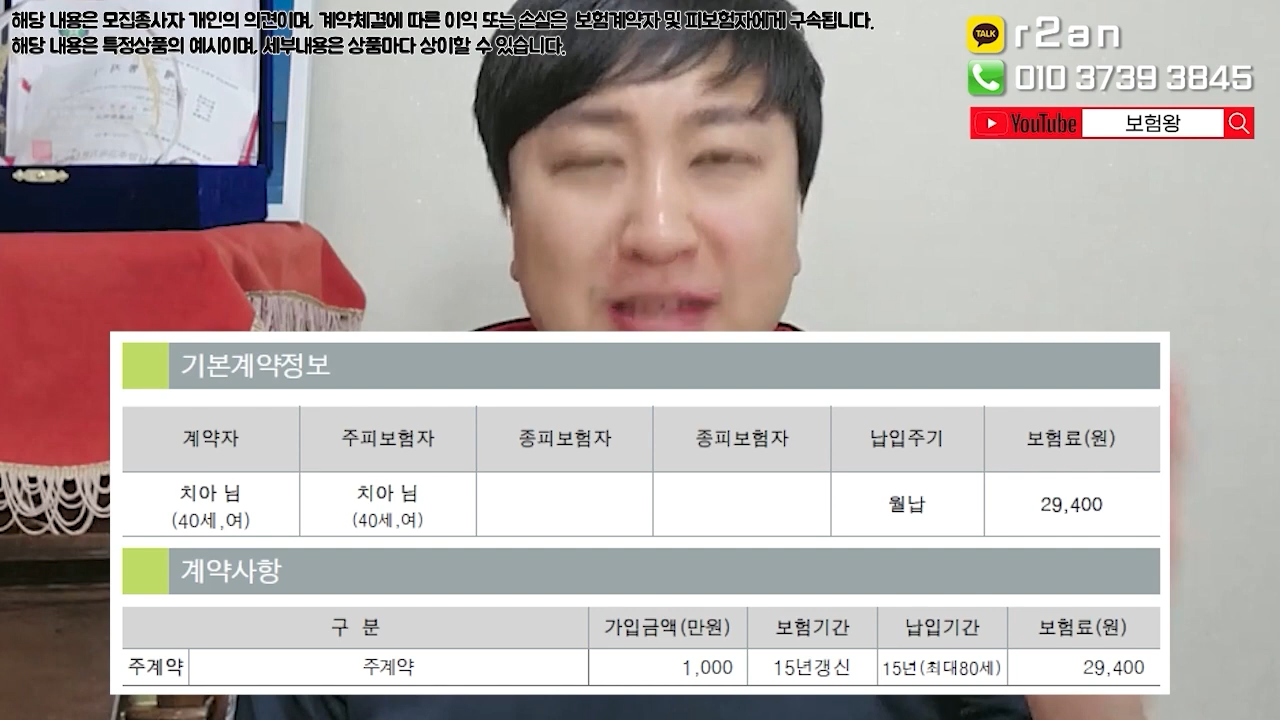 해당 내용은 모집종사자 개인의 의견이며, 계약체결에 따른 이익 또는 손실은 보험계약자 및 피보험자에게 구속됩니다.
해당 내용은 특정상품의 예시이며, 세부내용은 상품마다 상이할 수 있습니다.
TALK r2an
010 3739 3845
YouTube 보험왕
기본계약정보
계약자 주피보험자 종피보험자 종피보험자 납입주기 보험료(원)
치아 님 치아 님 월납 29,400
(40세,여) (40세,여)
계약사항
구 분 가입금액(만원) 보험기간 납입기간 보험료(원)
주계약 주계약 1,000 15년갱신 15년(최대80세) 29,400